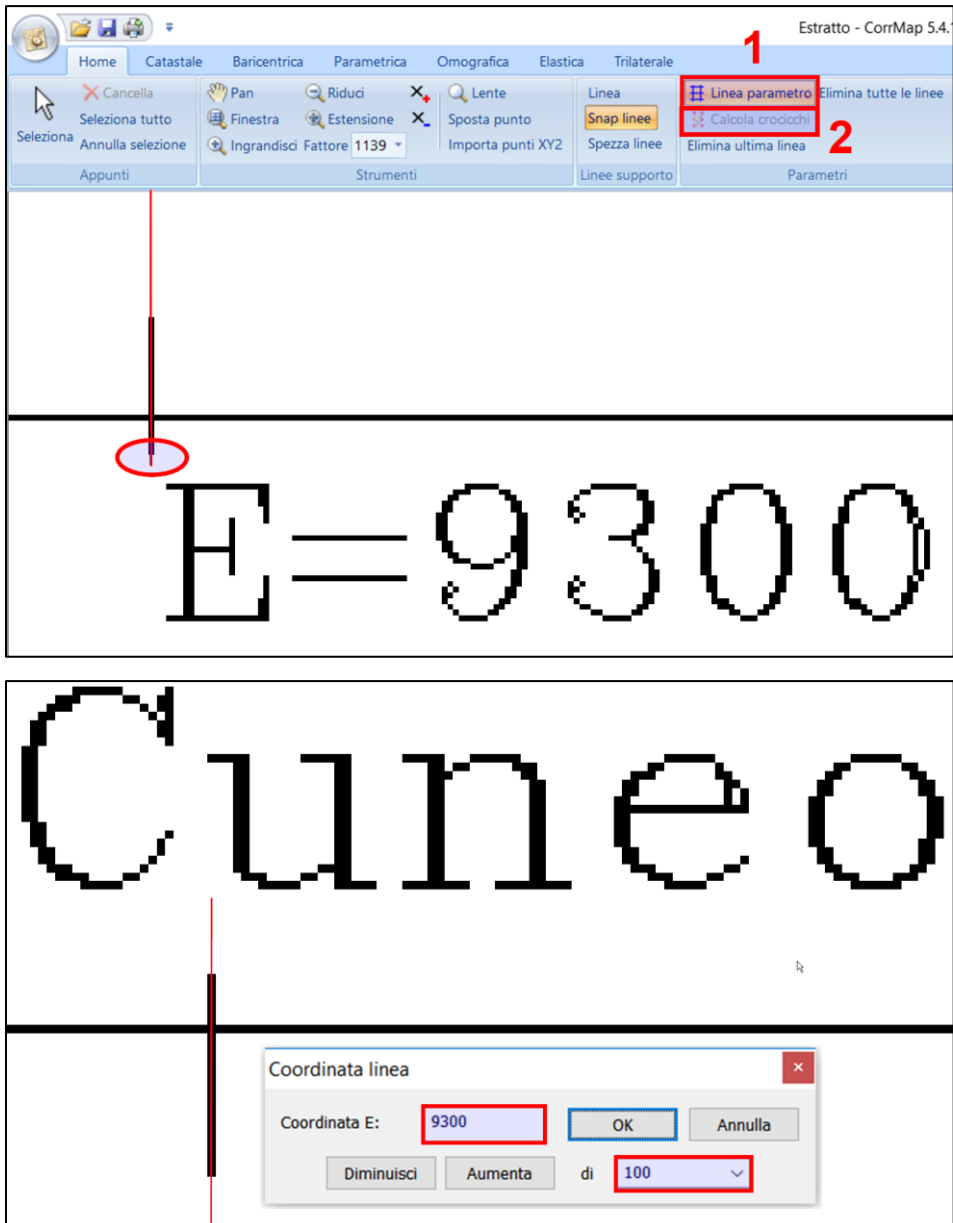 Estratto - CorrMap 5.4.
1
Home Catastale Baricentrica Parametrica Omografica Elastica Trilaterale
Cancella Pan Riduci Lente Linea Linea parametro Elimina tutte le linee
Seleziona Seleziona tutto Finestra Estensione Sposta punto Snap linee Calcola crocicchi 2
Annulla selezione Ingrandisci Fattore 1139 Importa punti XY2 Spezza linee Elimina ultima linea
Appunti Strumenti Linee supporto Parametri
E=9300
Cuneo
Coordinata linea
Coordinata E: 9300 OK Annulla
Diminuisci Aumenta di 100